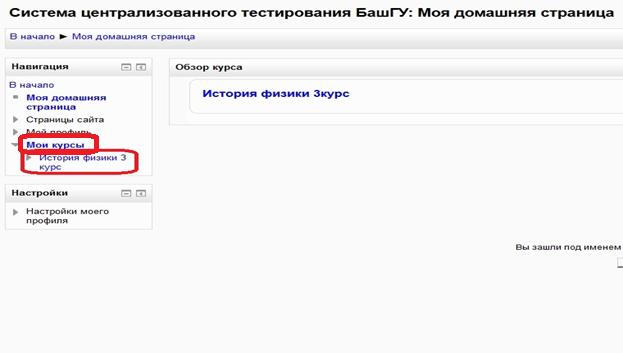 Система централизованного тестирования БашГУ: Моя домашняя страница
В начало ► Моя домашняя страница
Навигация
В начало
Моя домашняя
страница
Страницы сайта
Мой профиль
Мои курсы
История физики 3
курс
Настройки
Настройки моего
профиля
Обзор курса
История физики 3курс
Вы зашли под именем